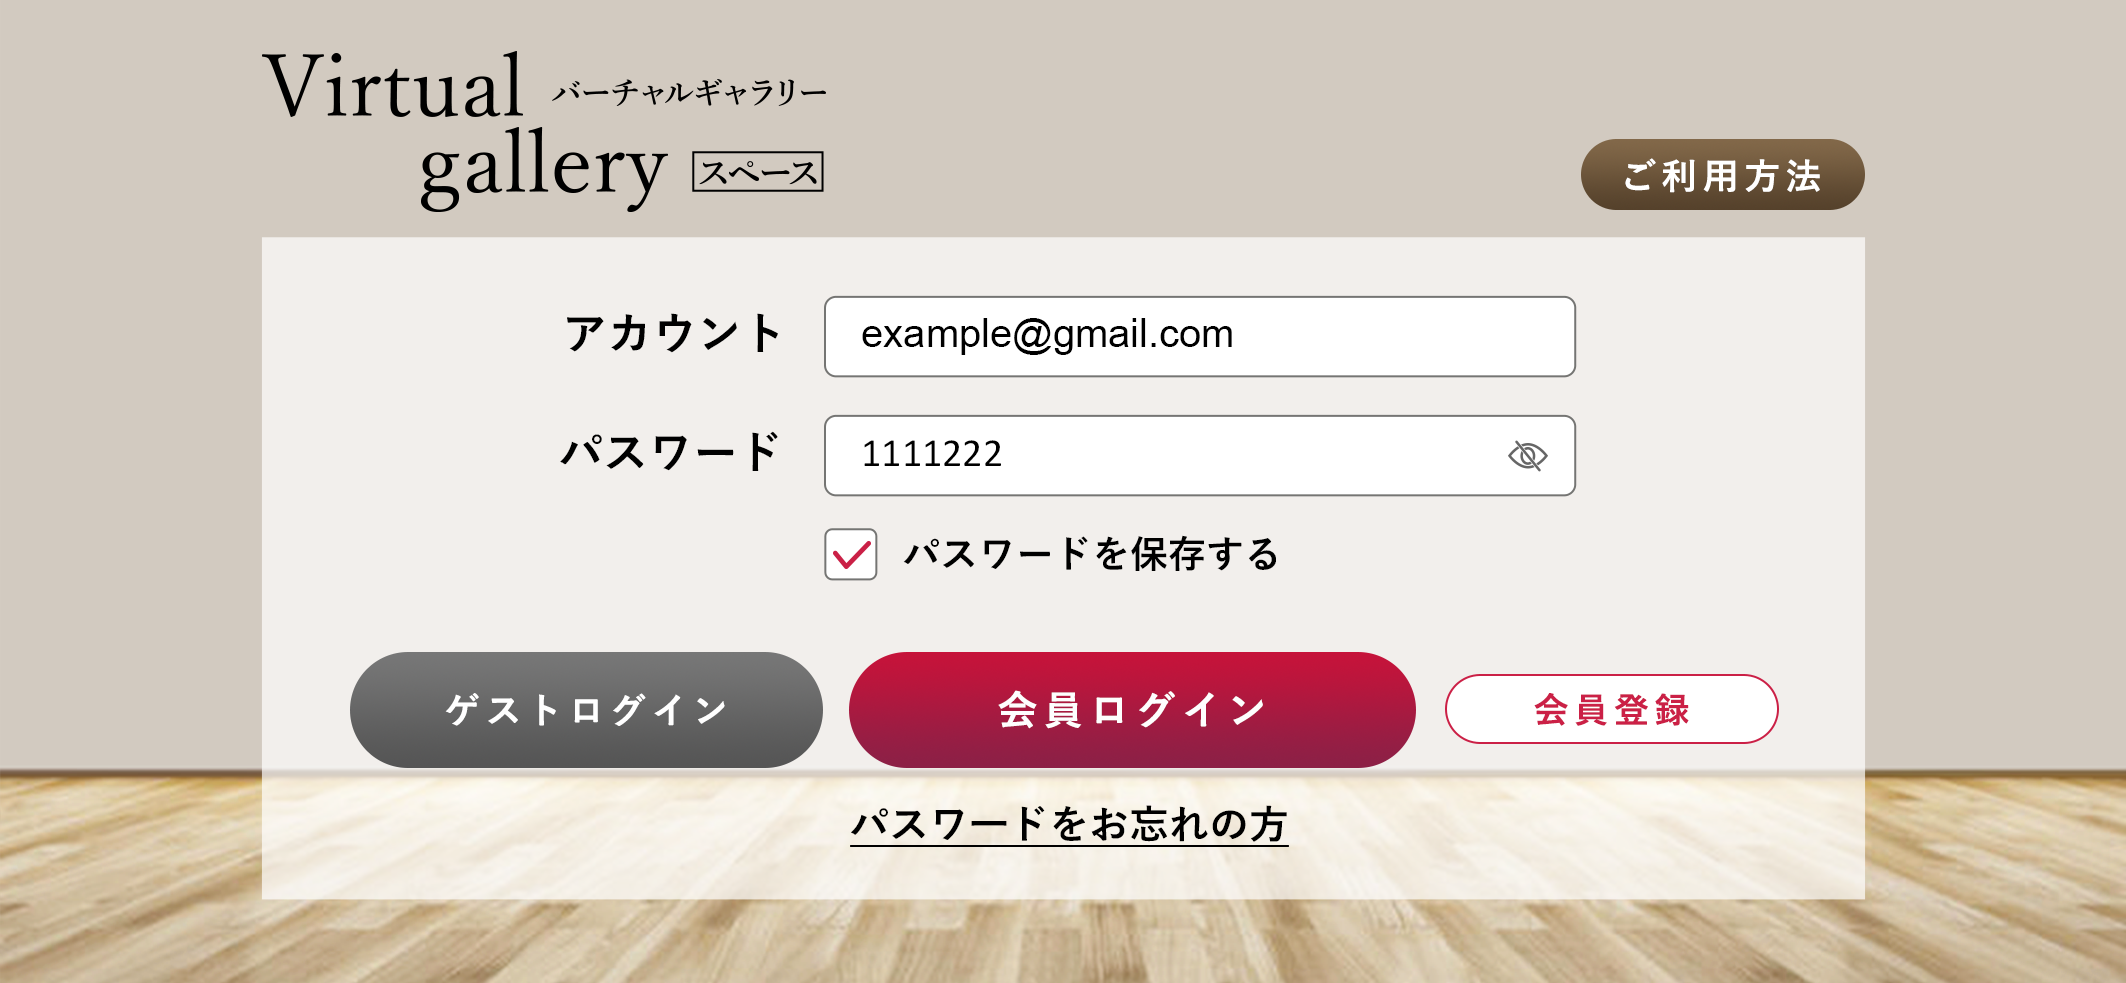 Virtual バーチャルギャラリー
gallery スペース
ご利用方法
アカウント example@gmail.com
パスワード 1111222
パスワードを保存する
ゲストログイン 会員ログイン 会員登録
パスワードをお忘れの方